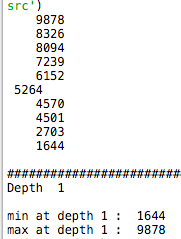 src')
9878
8326
8094
7239
6152
5264
4570
4501
2703
1644
########################
Depth 1
min at depth 1 : 1644
max at depth 1 : 9878